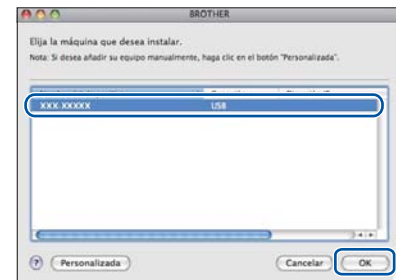 BROTHER
Elija la máquina que desea instalar.
Nota: Si desea añadir su equipo manualmente, haga clic en el botón "Personalizada".
XXX-XXXXX USB
? Personalizada Cancelar OK